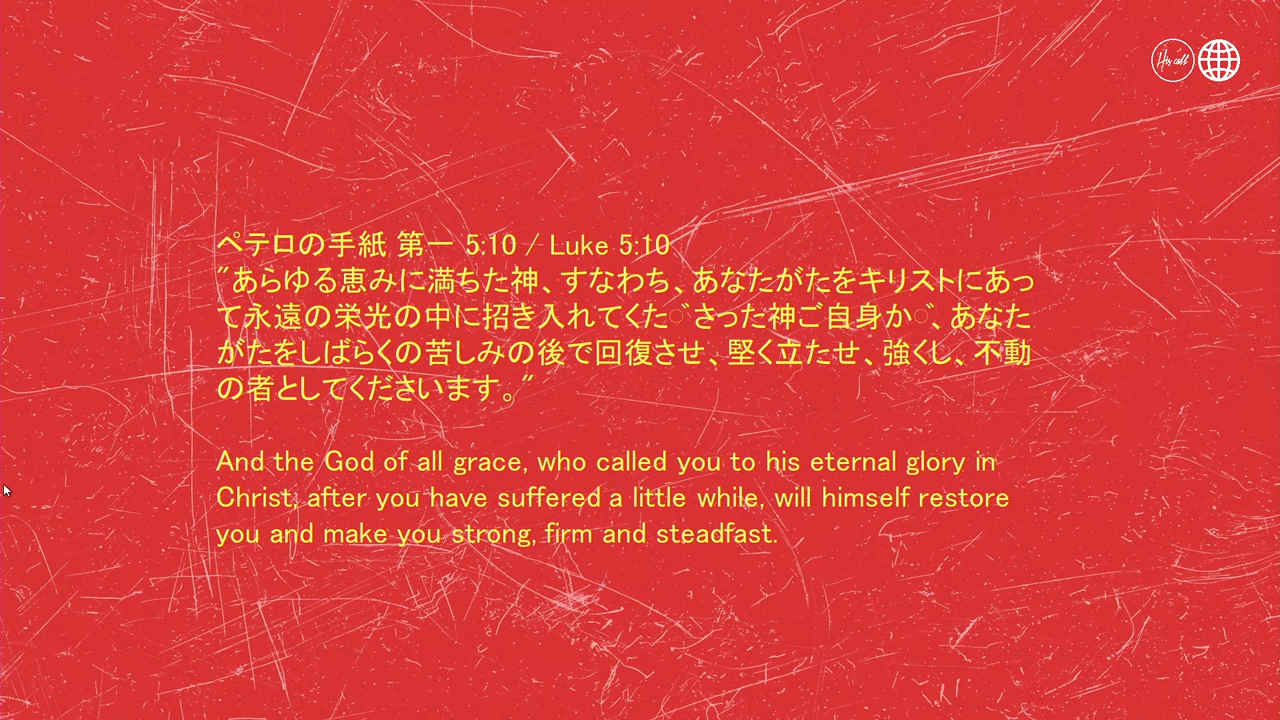 His call
ペテロの手紙 第一 5:10 / Luke 5:10
"あらゆる恵みに満ちた神、すなわち、あなたがたをキリストにあっ
て永遠の栄光の中に招き入れてくた゛さった神ご自身か゛、あなた
がたをしばらくの苦しみの後で回復させ、堅く立たせ、強くし、不動
の者としてくださいます。"
And the God of all grace, who called you to his eternal glory in
Christ, after you have suffered a little while, will himself restore
you and make you strong, firm and steadfast.